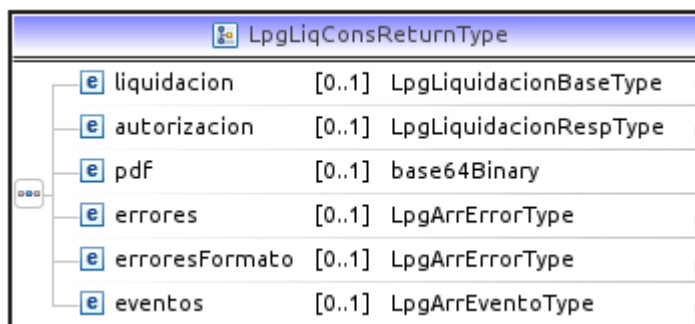 LpgLiqConsReturnType
e liquidacion [0..1] LpgLiquidacionBaseType
e autorizacion [0..1] LpgLiquidacionRespType
e pdf [0..1] base64Binary
e errores [0..1] LpgArrErrorType
e erroresFormato [0..1] LpgArrErrorType
e eventos [0..1] LpgArrEventoType